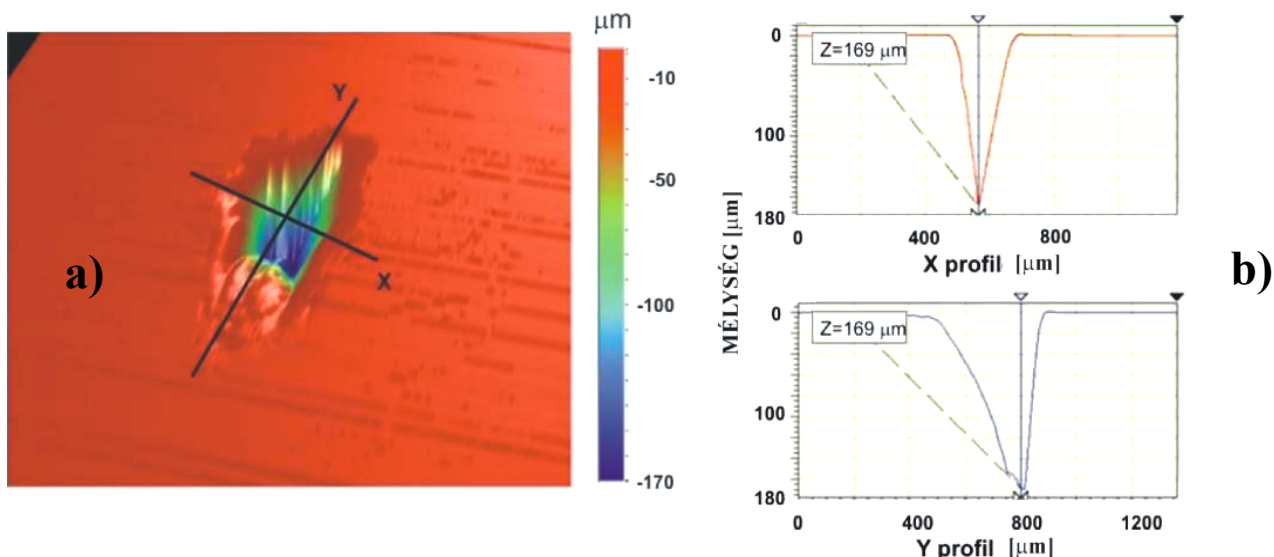 a)
Y
X
μm
-10
-50
-100
-170
MÉLYSÉG [μm]
Z=169 μm
0
100
180
0 400 800
X profil [μm]
Z=169 μm
0
100
180
0 400 800 1200
Y profil [μm]
b)